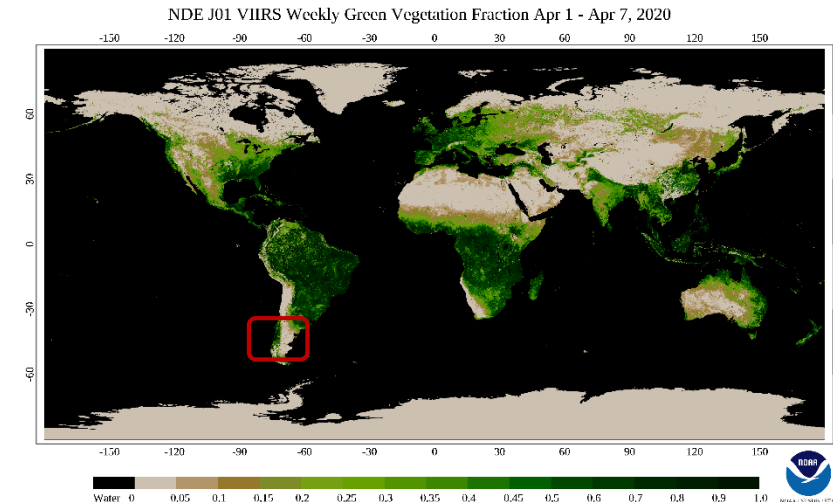 NDE J01 VIIRS Weekly Green Vegetation Fraction Apr 1 - Apr 7, 2020
-150 -120 -90 -60 -30 0 30 60 90 120 150
60
30
0
-30
-60
-150 -120 -90 -60 -30 0 30 60 90 120 150
NOAA
Water 0 0.05 0.1 0.15 0.2 0.25 0.3 0.35 0.4 0.45 0.5 0.6 0.7 0.8 0.9 1.0